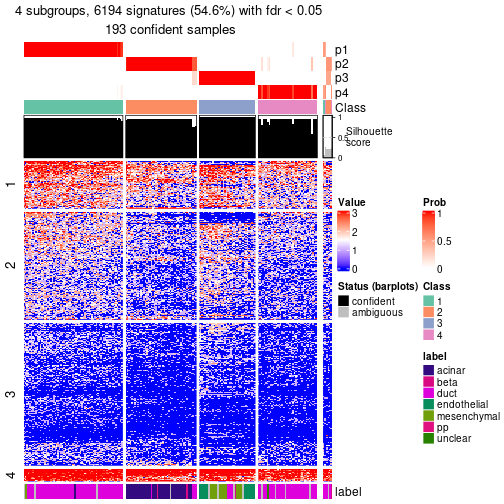 4 subgroups, 6194 signatures (54.6%) with fdr < 0.05
193 confident samples
p1
p2
p3
p4
Class
1
0.5
0
Silhouette
score
1
2
3
4
label
Value
3
2
1
0
Prob
1
0.5
0
Status (barplots)
confident
ambiguous
Class
1
2
3
4
label
acinar
beta
duct
endothelial
mesenchymal
pp
unclear